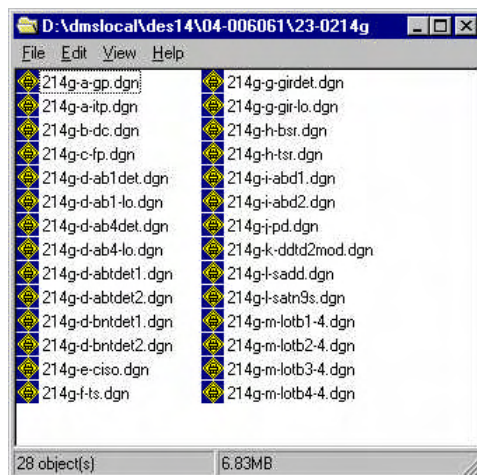 D:\dmslocal\des14\04-006061\23-0214g
File Edit View Help
214g-a-gp.dgn
214g-a-itp.dgn
214g-b-dc.dgn
214g-c-fp.dgn
214g-d-ab1det.dgn
214g-d-ab1-lo.dgn
214g-d-ab4det.dgn
214g-d-ab4-lo.dgn
214g-d-abtdet1.dgn
214g-d-abtdet2.dgn
214g-d-bntdet1.dgn
214g-d-bntdet2.dgn
214g-e-ciso.dgn
214g-f-ts.dgn
214g-g-girdet.dgn
214g-g-gir-lo.dgn
214g-h-bsr.dgn
214g-h-tsr.dgn
214g-i-abd1.dgn
214g-i-abd2.dgn
214g-j-pd.dgn
214g-k-ddtd2mod.dgn
214g-l-sadd.dgn
214g-l-satn9s.dgn
214g-m-lotb1-4.dgn
214g-m-lotb2-4.dgn
214g-m-lotb3-4.dgn
214g-m-lotb4-4.dgn
28 object(s) 6.83MB